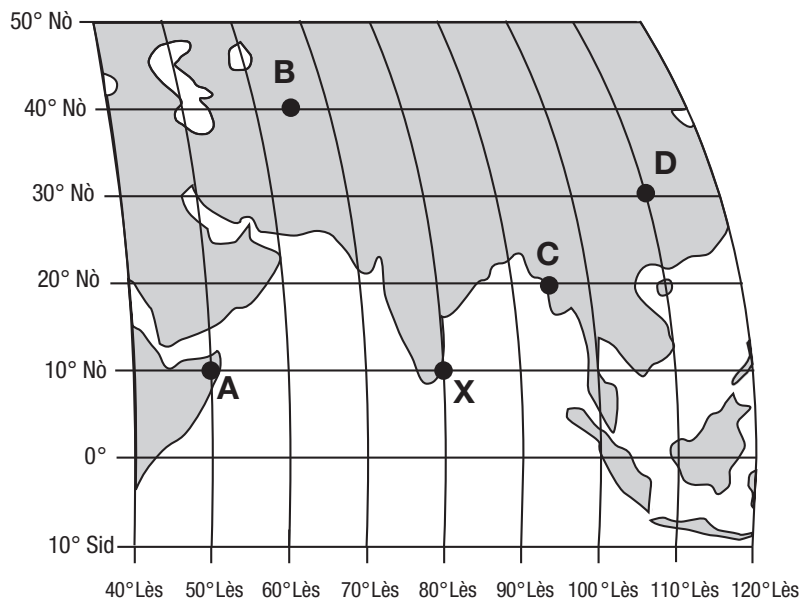 50° Nò
B
40° Nò
D
30° Nò
C
20° Nò
10° Nò
A
X
0°
10° Sid
40°Lès 50°Lès 60°Lès 70°Lès 80°Lès 90°Lès 100°Lès 110°Lès 120°Lès